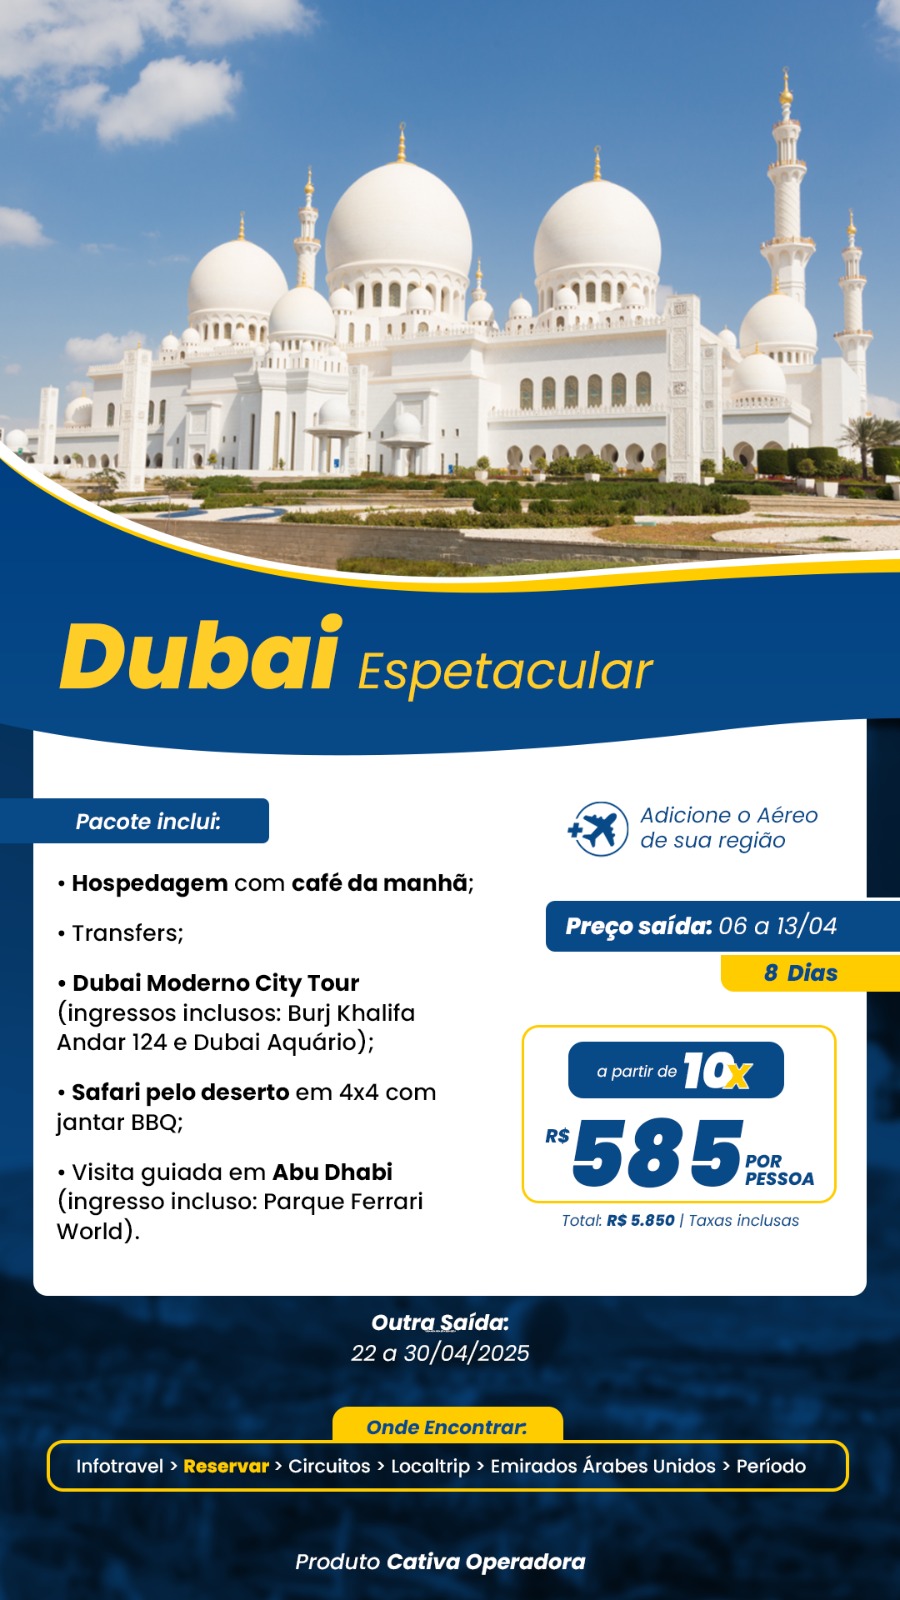 Dubai Espetacular
Pacote inclui:
• Hospedagem com café da manhã;
• Transfers;
• Dubai Moderno City Tour
(ingressos inclusos: Burj Khalifa
Andar 124 e Dubai Aquário);
• Safari pelo deserto em 4x4 com
jantar BBQ;
• Visita guiada em Abu Dhabi
(ingresso incluso: Parque Ferrari
World).
Adicione o Aéreo
de sua região
Preço saída: 06 a 13/04
8 Dias
a partir de 10x
R$ 585 POR
PESSOA
Total: R$ 5.850 | Taxas inclusas
Outra Saída:
22 a 30/04/2025
Onde Encontrar:
Infotravel > Reservar > Circuitos > Localtrip > Emirados Árabes Unidos > Período
Produto Cativa Operadora